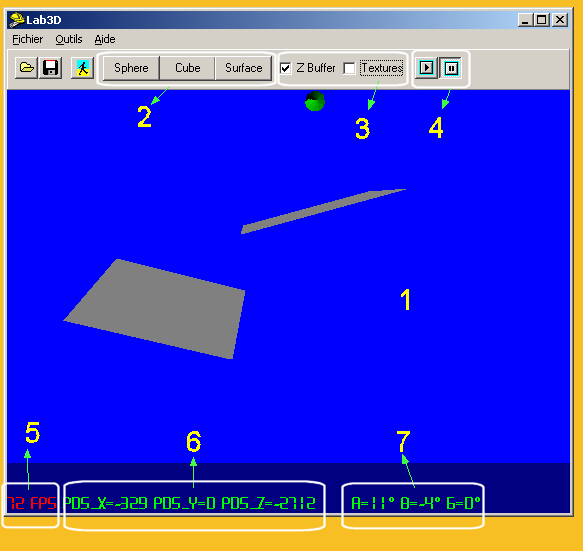 Lab3D
Fichier Outils Aide
Sphere Cube Surface Z Buffer Textures
2 3 4
1
5 6 7
72 FPS POS_X=-329 POS_Y=0 POS_Z=-2712 A=11° B=-4° G=0°